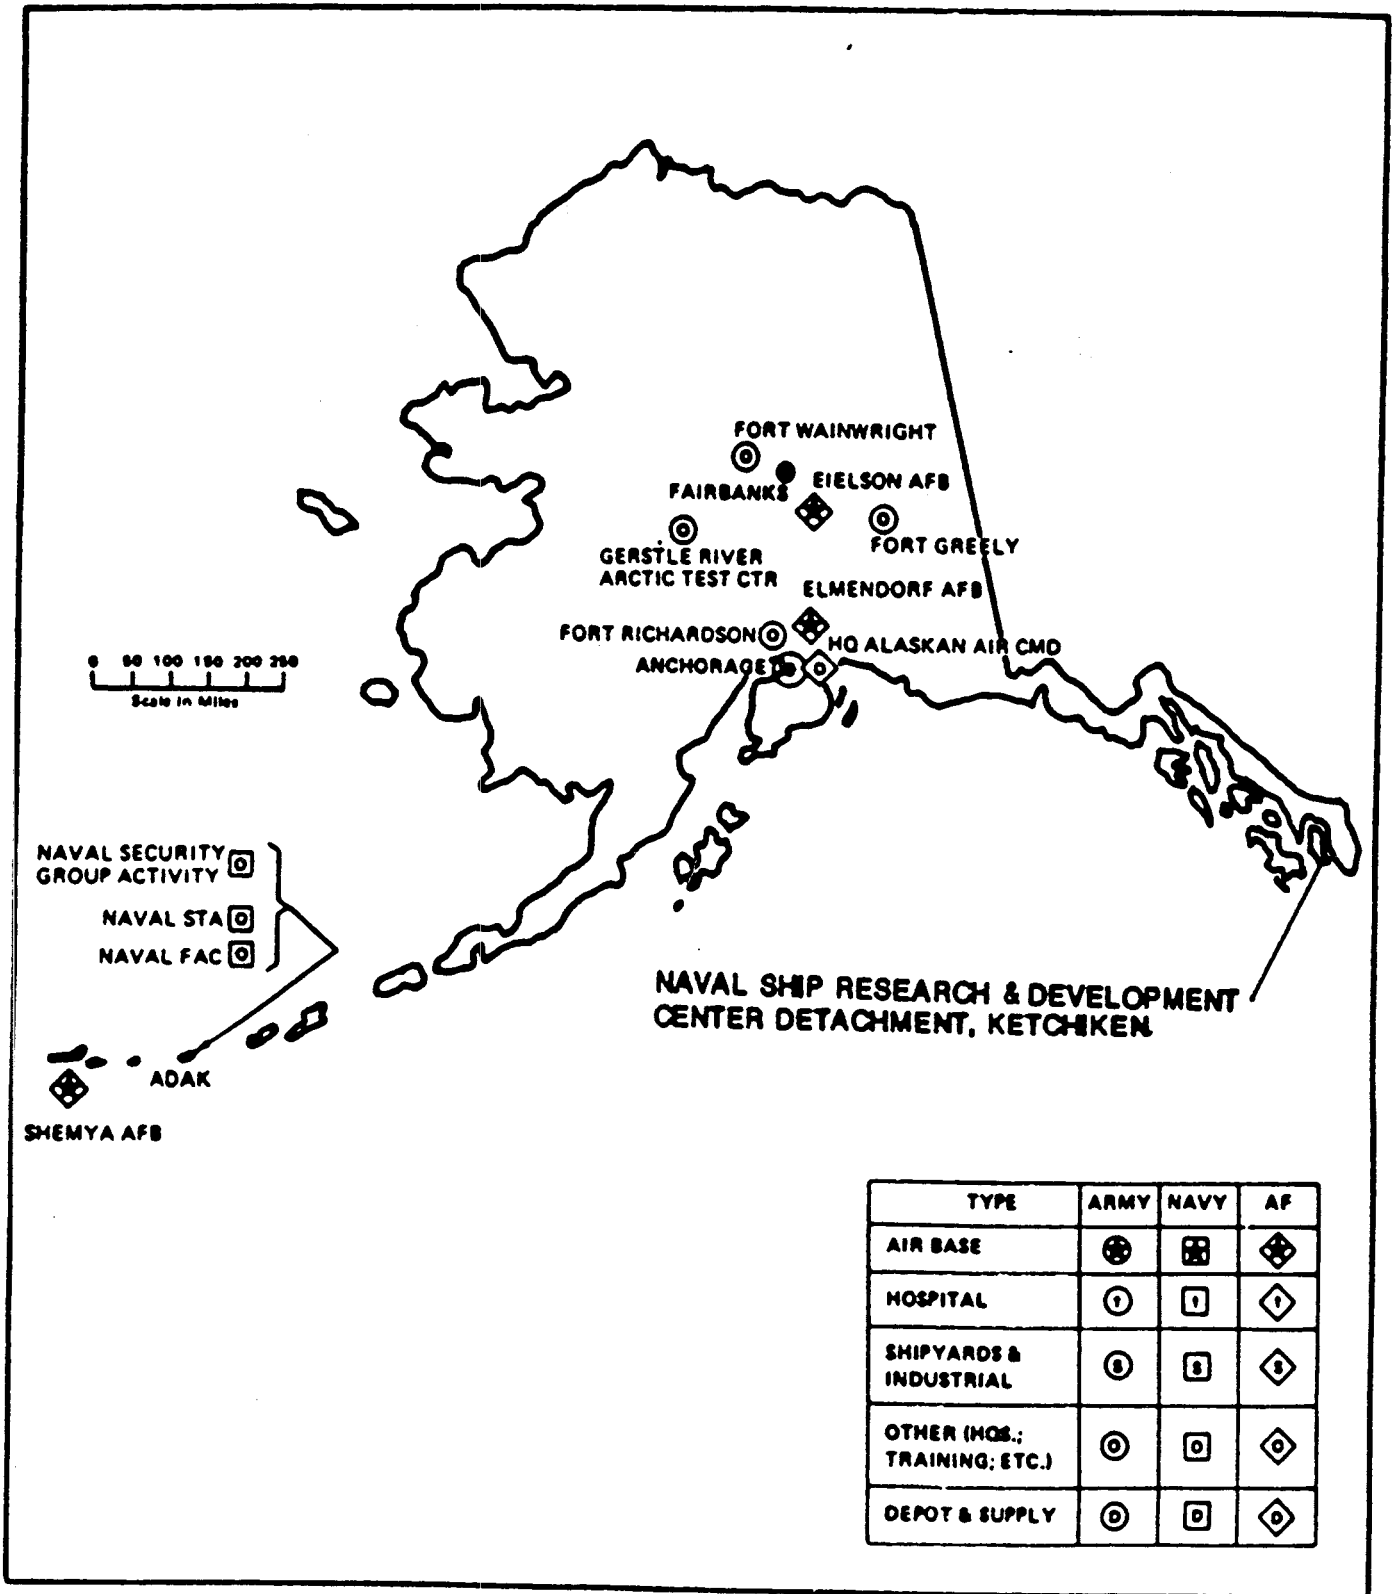 FORT WAINWRIGHT
FAIRBANKS
EIELSON AFB
FORT GREELY
GERSTLE RIVER
ARCTIC TEST CTR
ELMENDORF AFB
FORT RICHARDSON
HQ ALASKAN AIR CMD
ANCHORAGE
0 50 100 150 200 250
Scale in Miles
NAVAL SECURITY
GROUP ACTIVITY
NAVAL STA
NAVAL FAC
NAVAL SHIP RESEARCH & DEVELOPMENT
CENTER DETACHMENT, KETCHIKEN
ADAK
SHEMYA AFB
TYPE ARMY NAVY AF
AIR BASE
HOSPITAL
SHIPYARDS &
INDUSTRIAL S S S
OTHER (HQS.;
TRAINING; ETC.) O O O
DEPOT & SUPPLY D D D